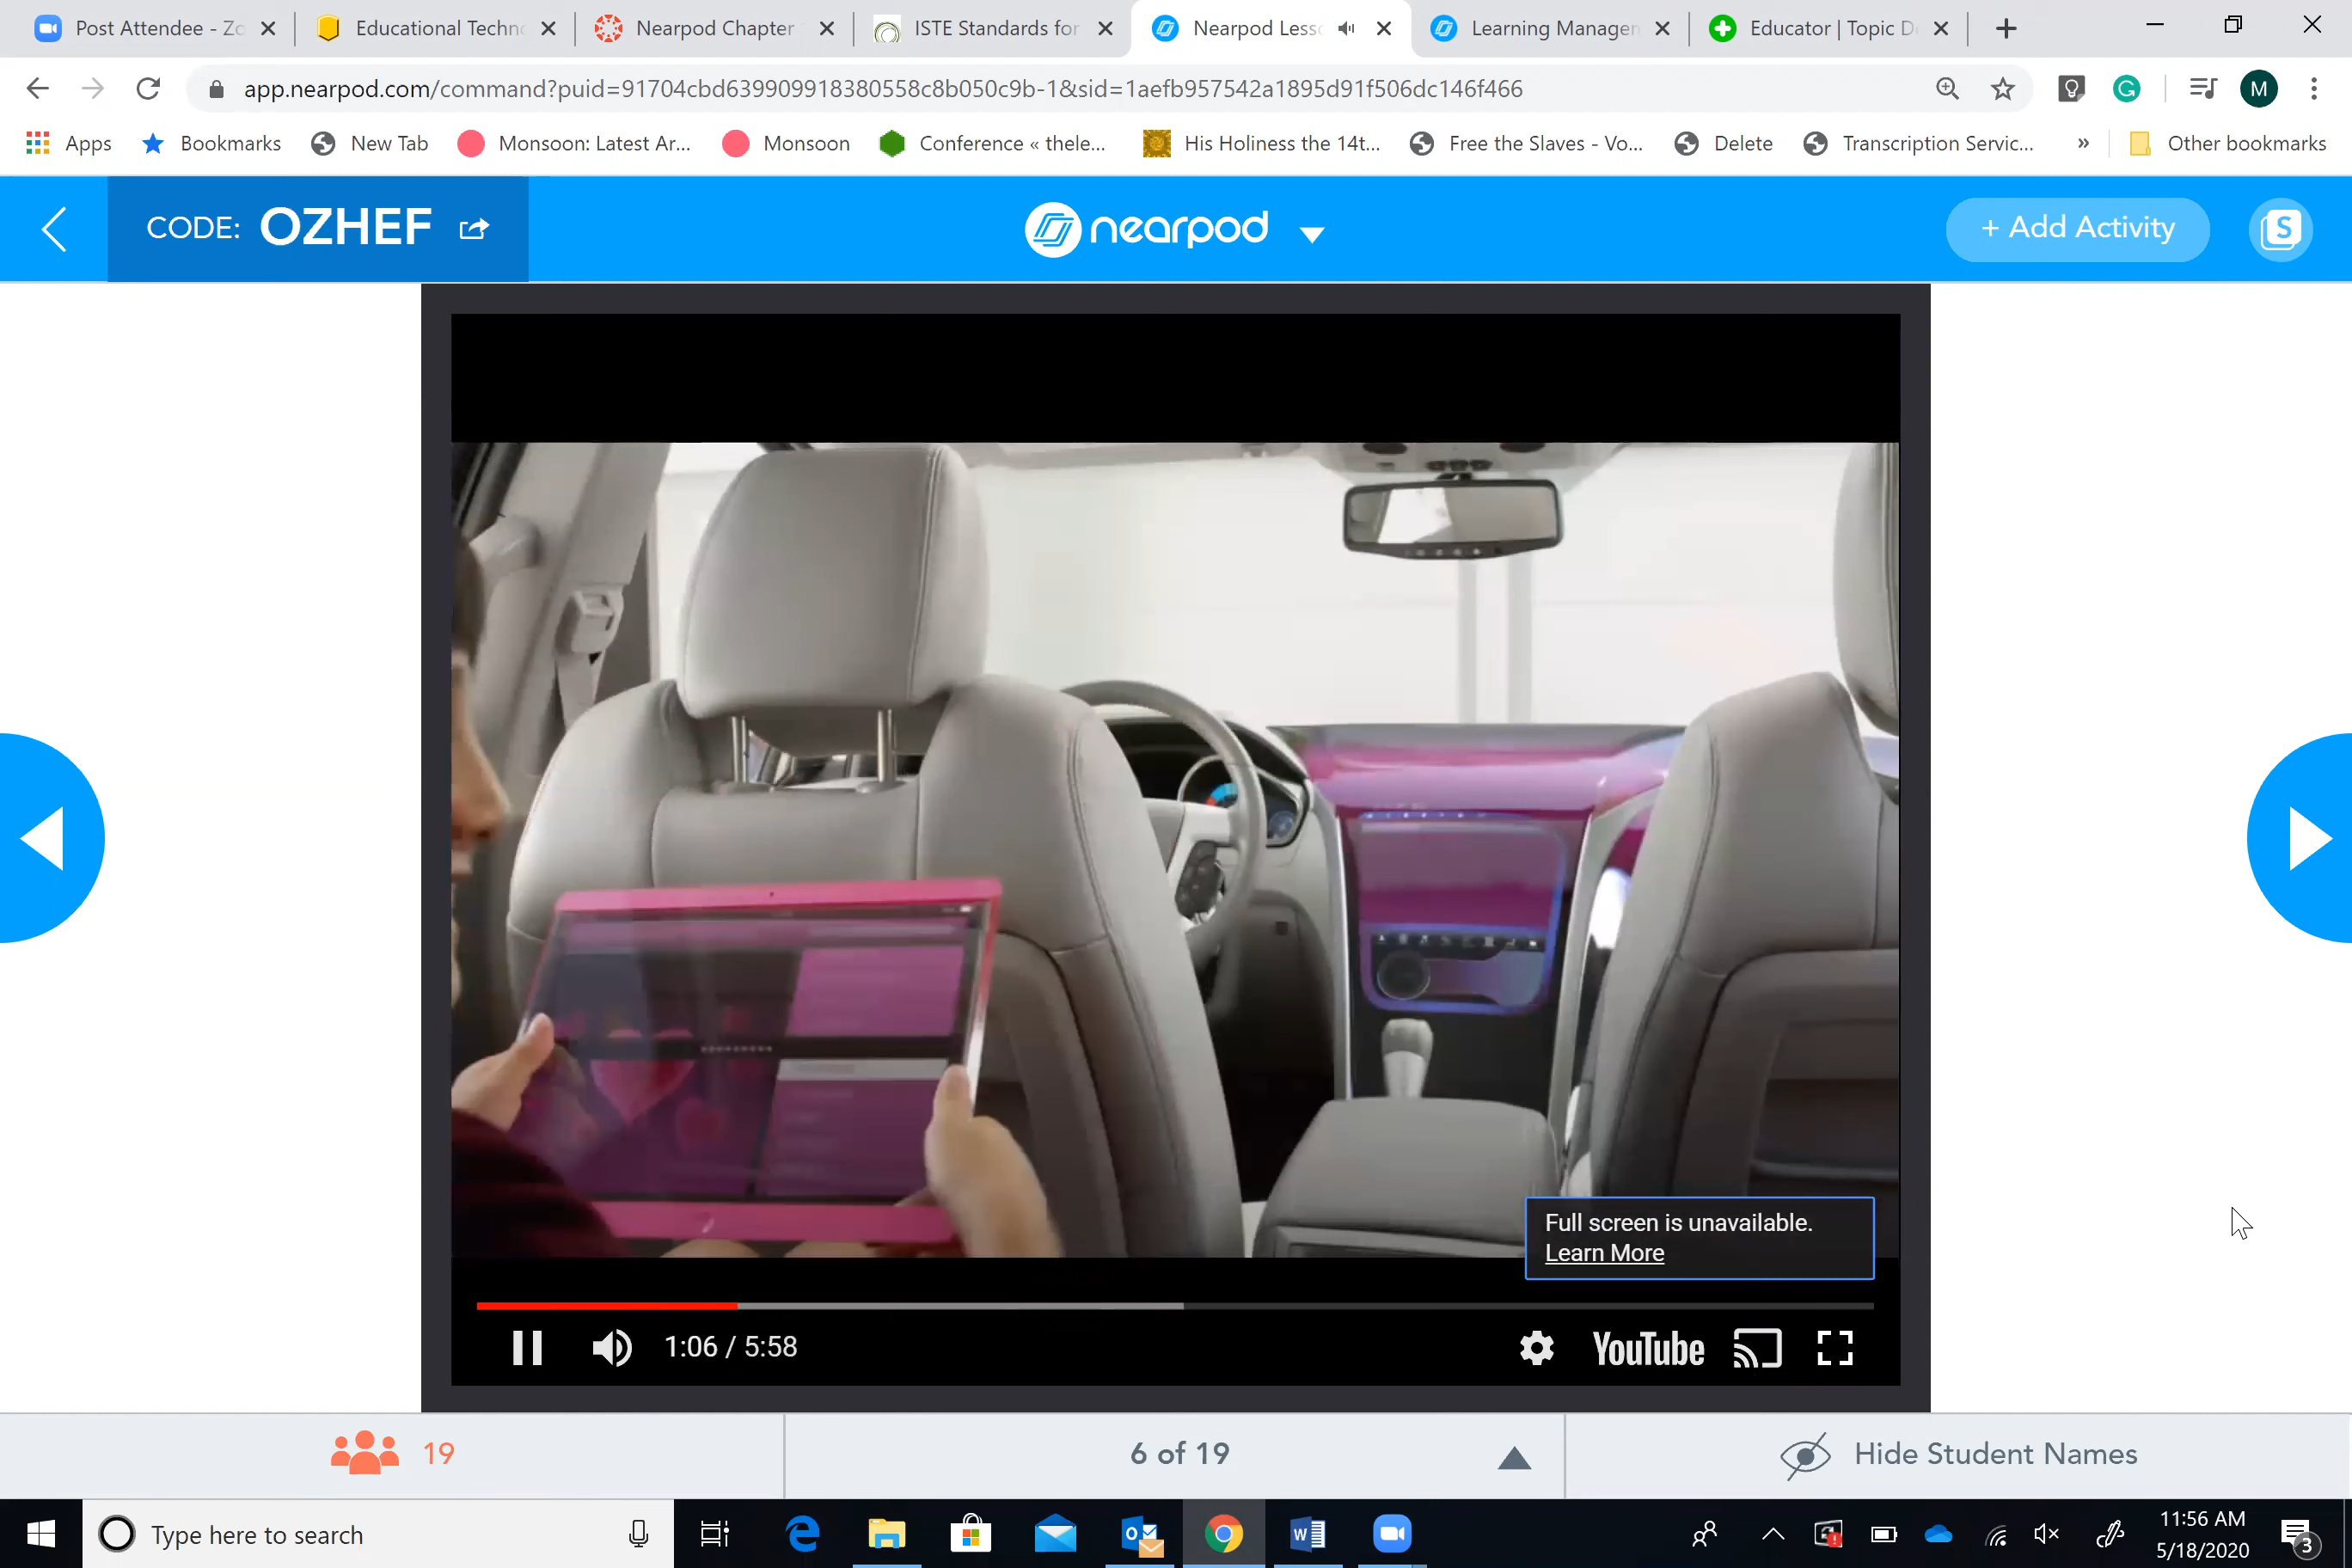 Post Attendee - Zo
Educational Techno
Nearpod Chapter
ISTE Standards for
Nearpod Less
Learning Managem
Educator | Topic D
app.nearpod.com/command?puid=91704cbd639909918380558c8b050c9b-1&sid=1aefb957542a1895d91f506dc146f466
M
Apps
Bookmarks
New Tab
Monsoon: Latest Ar...
Monsoon
Conference « thele...
His Holiness the 14t...
Free the Slaves - Vo...
Delete
Transcription Servic...
»
Other bookmarks
CODE: OZHEF
nearpod
+ Add Activity
S
Full screen is unavailable.
Learn More
1:06 / 5:58
YouTube
19
6 of 19
Hide Student Names
Type here to search
11:56 AM
5/18/2020
3